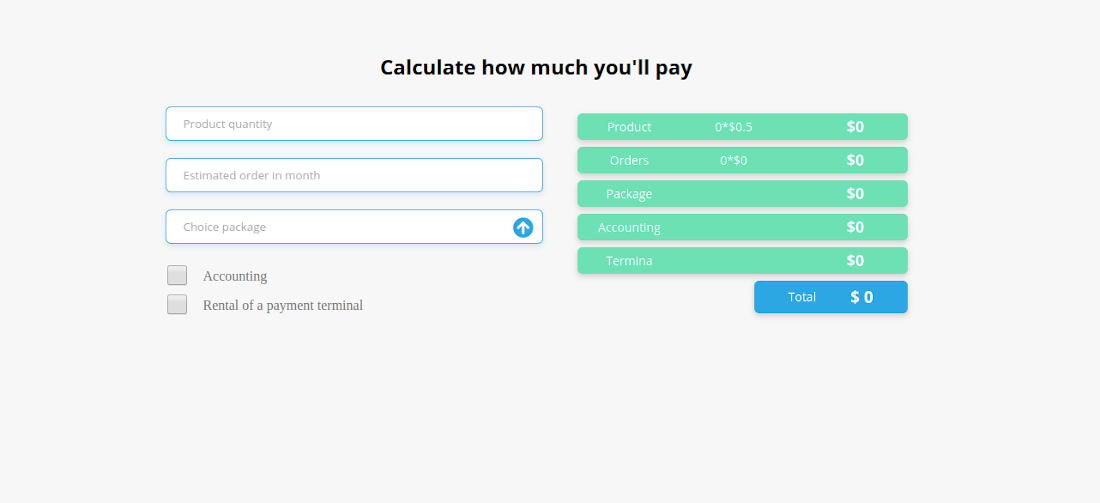 Calculate how much you'll pay
Product quantity
Estimated order in month
Choice package
Accounting
Rental of a payment terminal
Product 0*$0.5 $0
Orders 0*$0 $0
Package $0
Accounting $0
Termina $0
Total $ 0